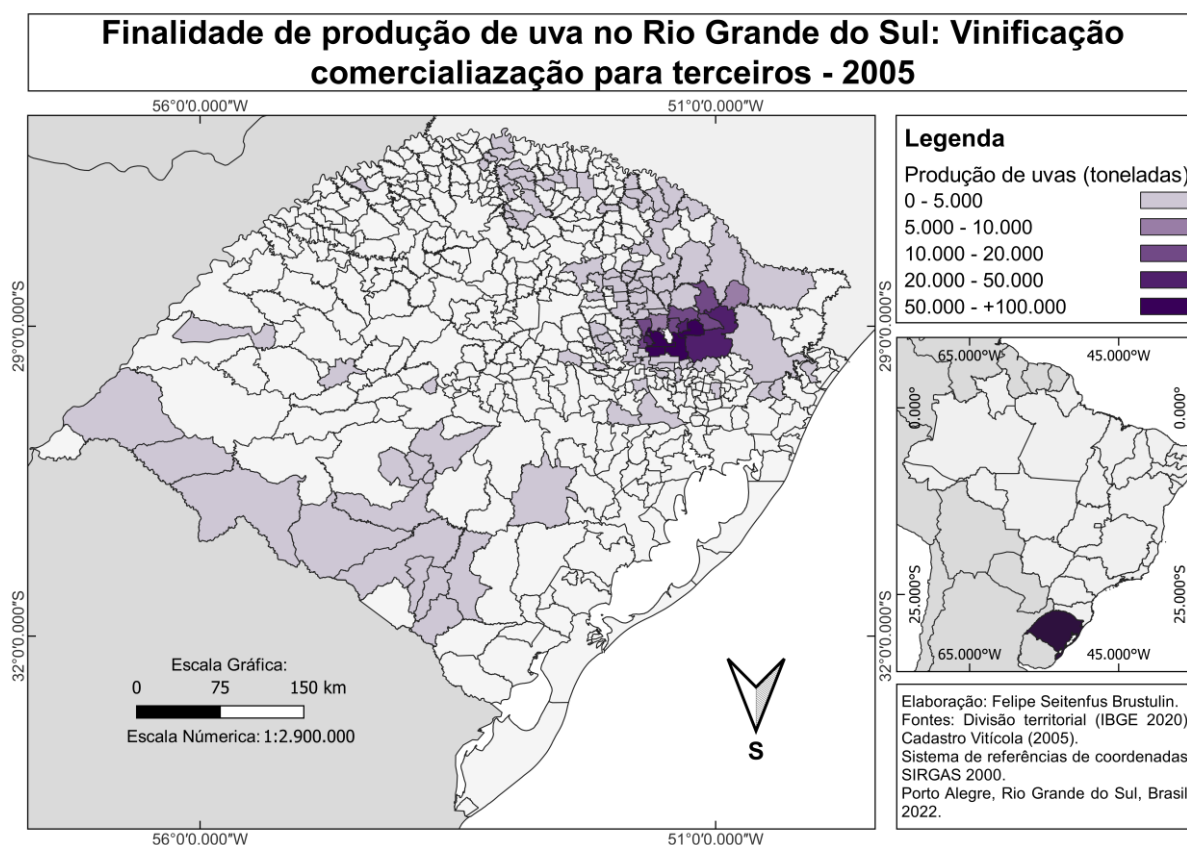 Finalidade de produção de uva no Rio Grande do Sul: Vinificação
comercialiazação para terceiros - 2005
56°0′0.000″W
51°0′0.000″W
29°0′0.000″S
32°0′0.000″S
29°0′0.000″S
32°0′0.000″S
Escala Gráfica:
0 75 150 km
Escala Númerica: 1:2.900.000
S
56°0′0.000″W
51°0′0.000″W
Legenda
Produção de uvas (toneladas)
0 - 5.000
5.000 - 10.000
10.000 - 20.000
20.000 - 50.000
50.000 - +100.000
65.000°W
45.000°W
0.000°
0.000°
25.000°S
25.000°S
65.000°W
45.000°W
Elaboração: Felipe Seitenfus Brustulin.
Fontes: Divisão territorial (IBGE 2020)
Cadastro Vitícola (2005).
Sistema de referências de coordenadas
SIRGAS 2000.
Porto Alegre, Rio Grande do Sul, Brasil
2022.